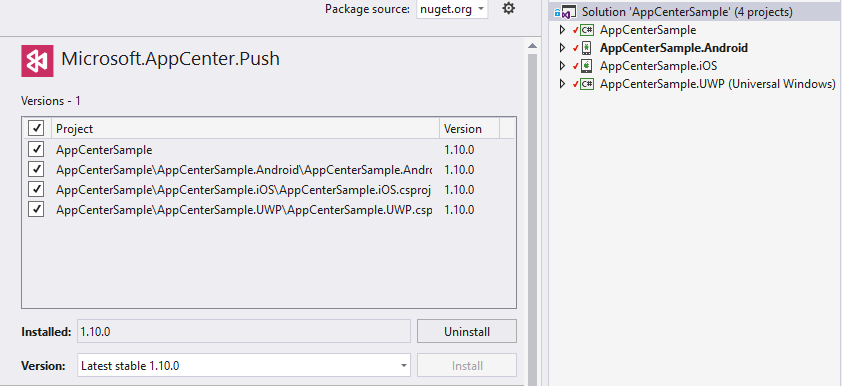 Package source: nuget.org
Microsoft.AppCenter.Push
Versions - 1
Project Version
AppCenterSample 1.10.0
AppCenterSample\AppCenterSample.Android\AppCenterSample.Andro 1.10.0
AppCenterSample\AppCenterSample.iOS\AppCenterSample.iOS.csproj 1.10.0
AppCenterSample\AppCenterSample.UWP\AppCenterSample.UWP.csp 1.10.0
Installed: 1.10.0 Uninstall
Version: Latest stable 1.10.0 Install
Solution 'AppCenterSample' (4 projects)
C# AppCenterSample
AppCenterSample.Android
AppCenterSample.iOS
C# AppCenterSample.UWP (Universal Windows)